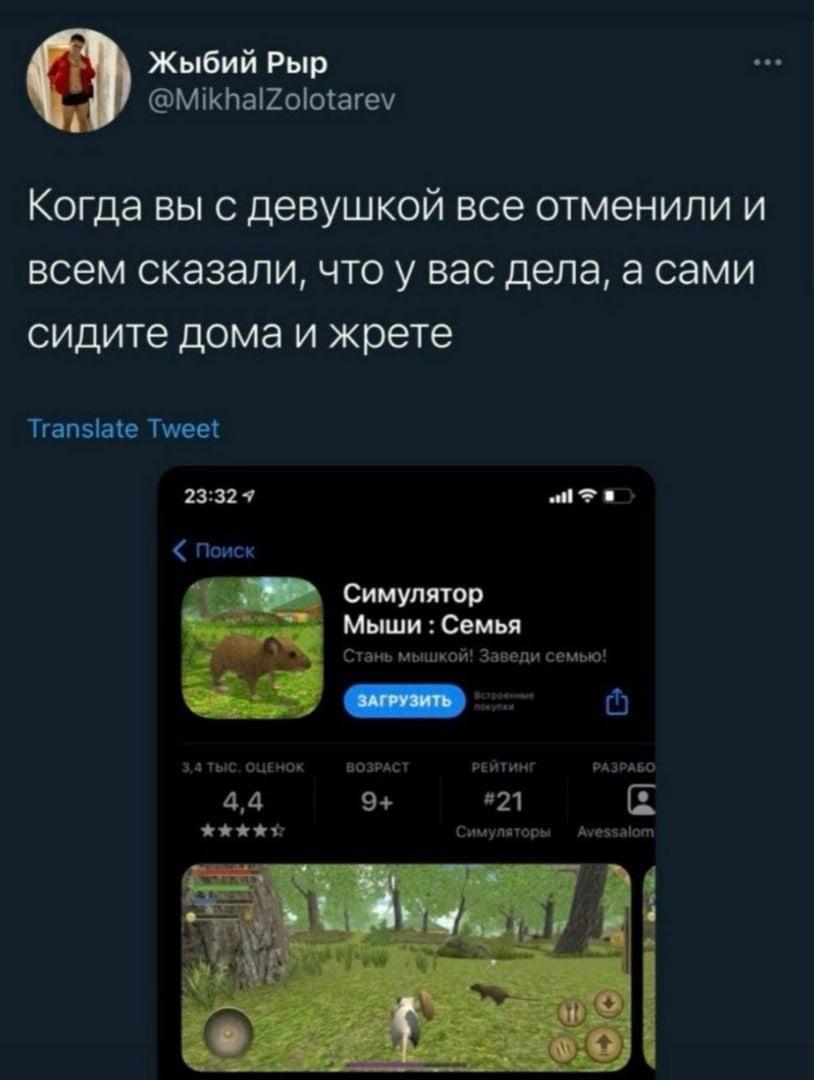 Жыбий Рыр
@MikhalZolotarev
Когда вы с девушкой все отменили и
всем сказали, что у вас дела, а сами
сидите дома и жрете
Translate Tweet
23:32
Поиск
Симулятор
Мыши : Семья
Стань мышкой! Заведи семью!
ЗАГРУЗИТЬ
Встроенные
покупки
3,4 ТЫС. ОЦЕНОК ВОЗРАСТ РЕЙТИНГ РАЗРАБО
4,4 9+ #21
Симуляторы Avessalom